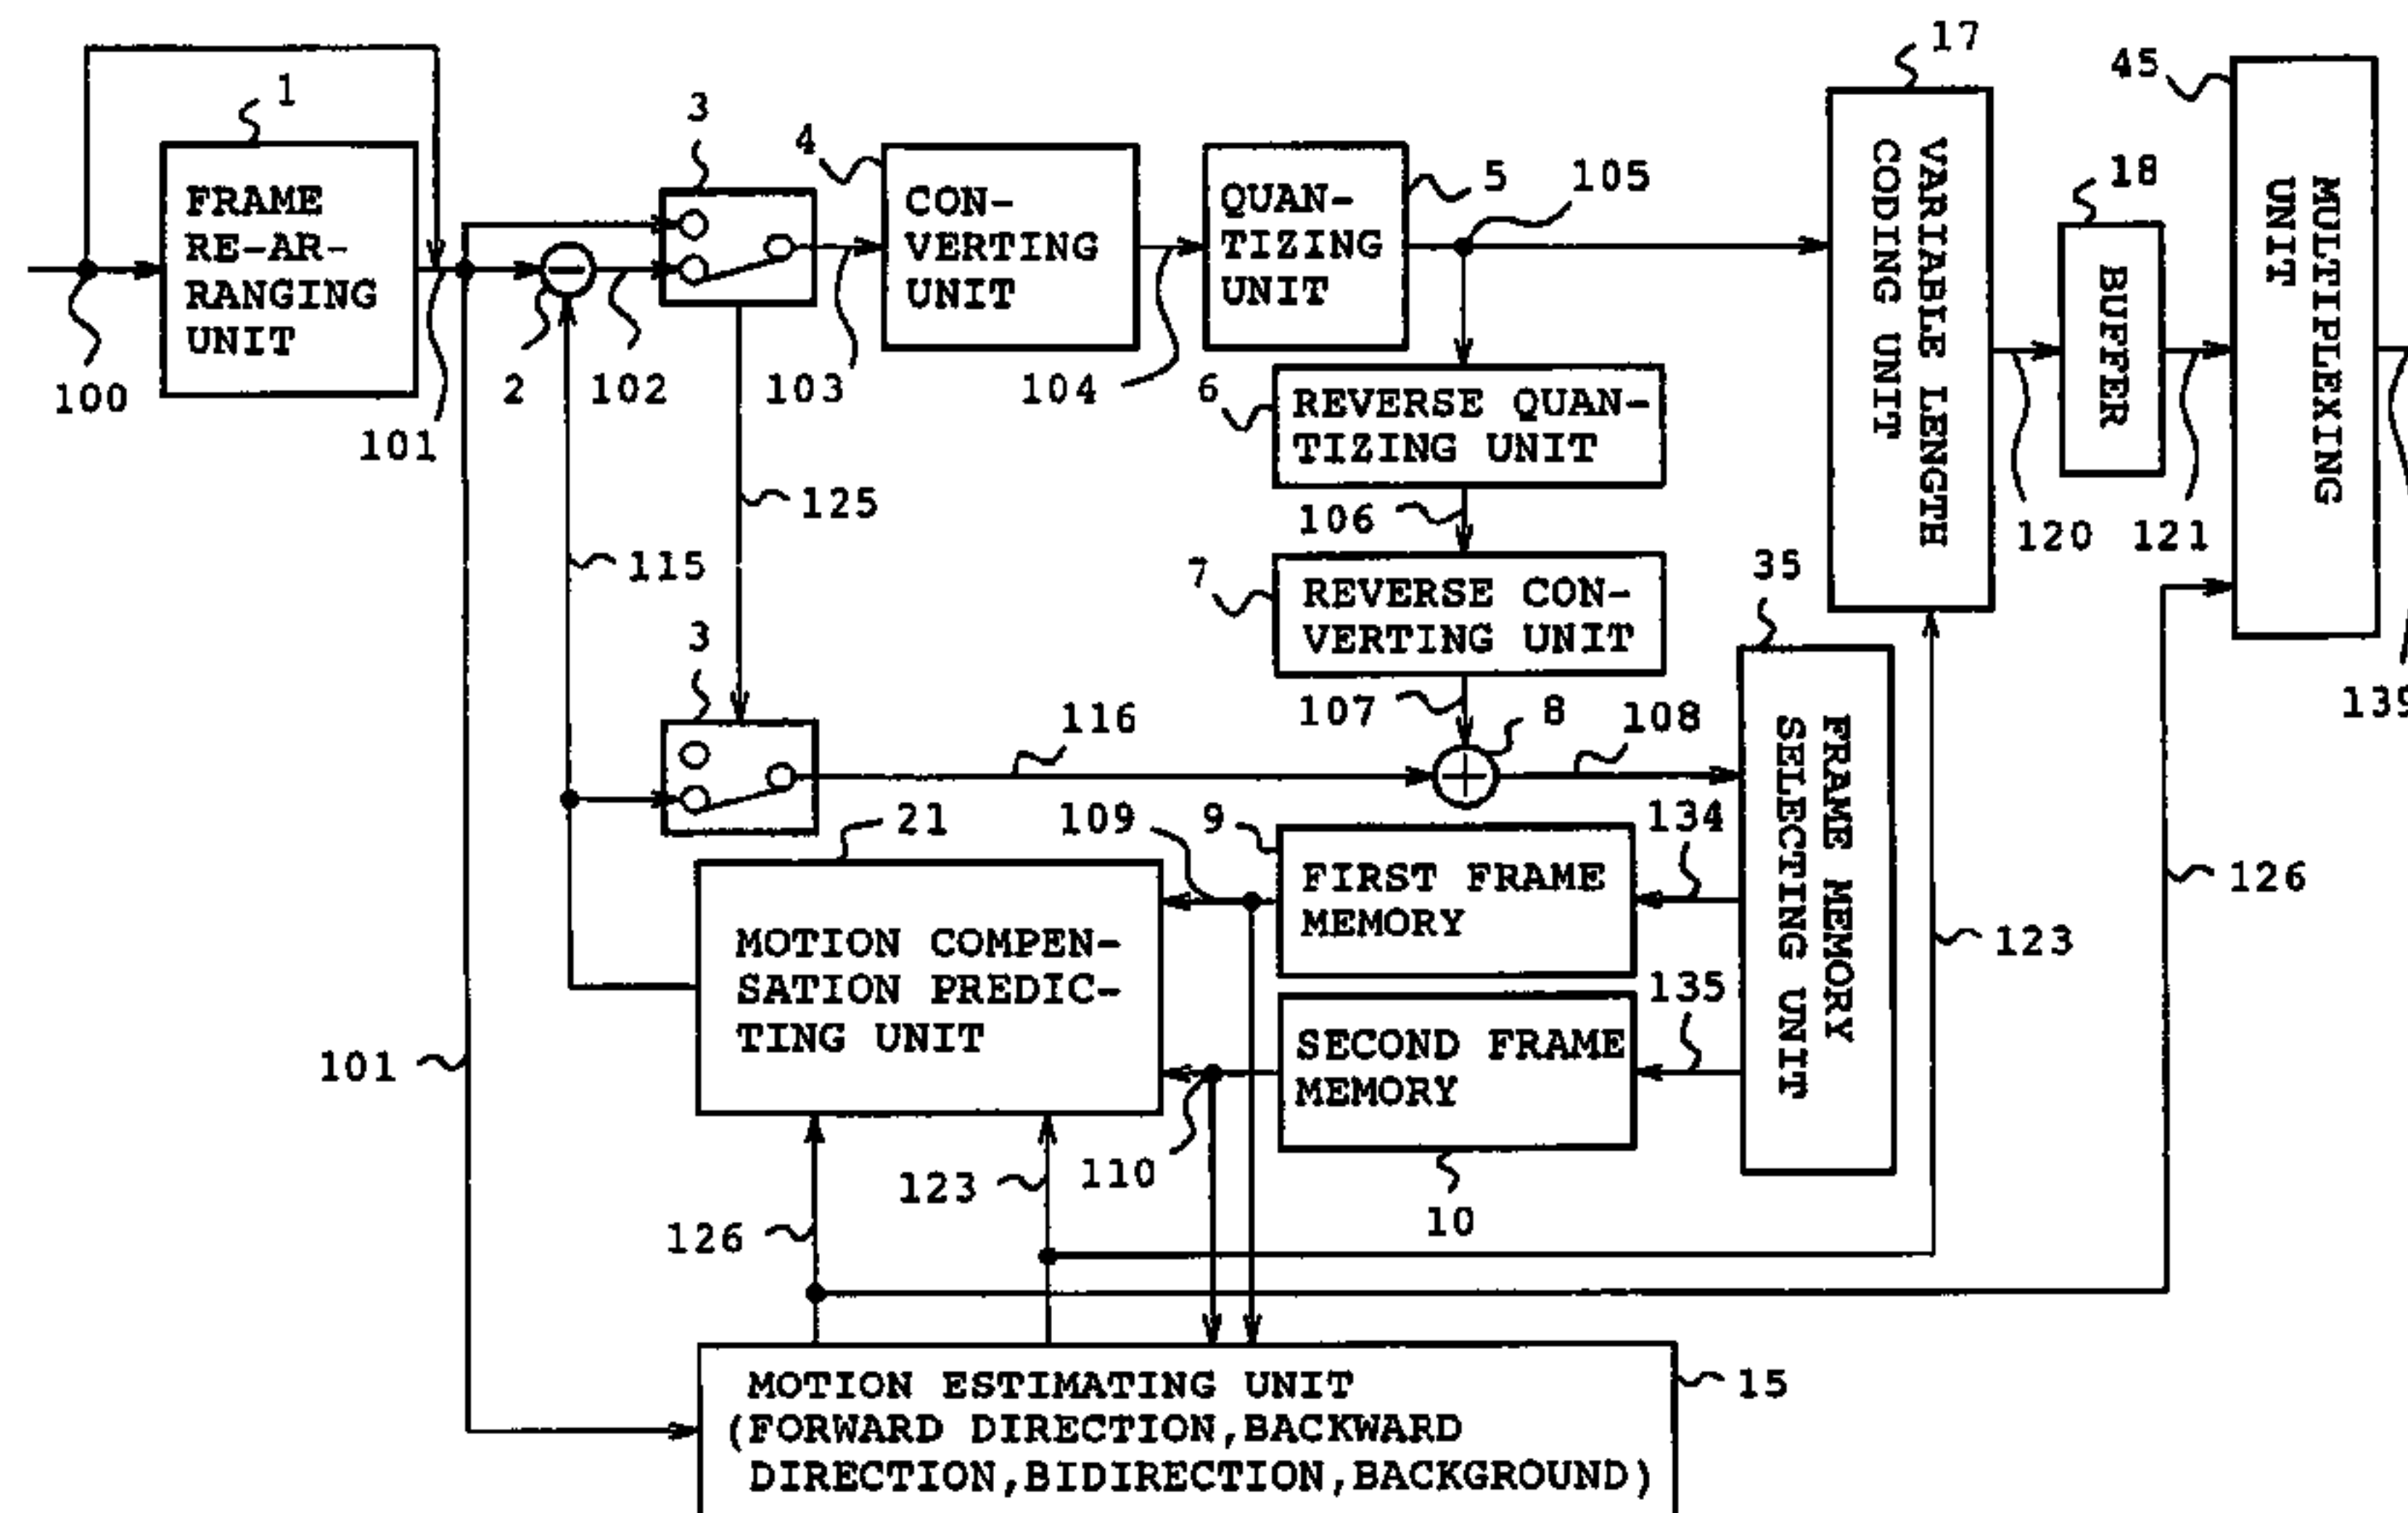 17
45
1
3
4
FRAME
RE-AR-
RANGING
UNIT
CON-
VERTING
UNIT
QUAN-
TIZING
UNIT
5
105
VARIABLE LENGTH
CODING UNIT
18
BUFFER
MULTIPLEXING
UNIT
100
101
2
102
103
104
6
REVERSE QUAN-
TIZING UNIT
125
106
120
121
115
7
REVERSE CON-
VERTING UNIT
35
3
107
8
108
139
116
FRAME MEMORY
SELECTING UNIT
21
109
9
134
FIRST FRAME
MEMORY
126
MOTION COMPEN-
SATION PREDIC-
TING UNIT
123
135
SECOND FRAME
MEMORY
101
123
110
10
126
MOTION ESTIMATING UNIT
(FORWARD DIRECTION,BACKWARD
DIRECTION,BIDIRECTION,BACKGROUND)
15